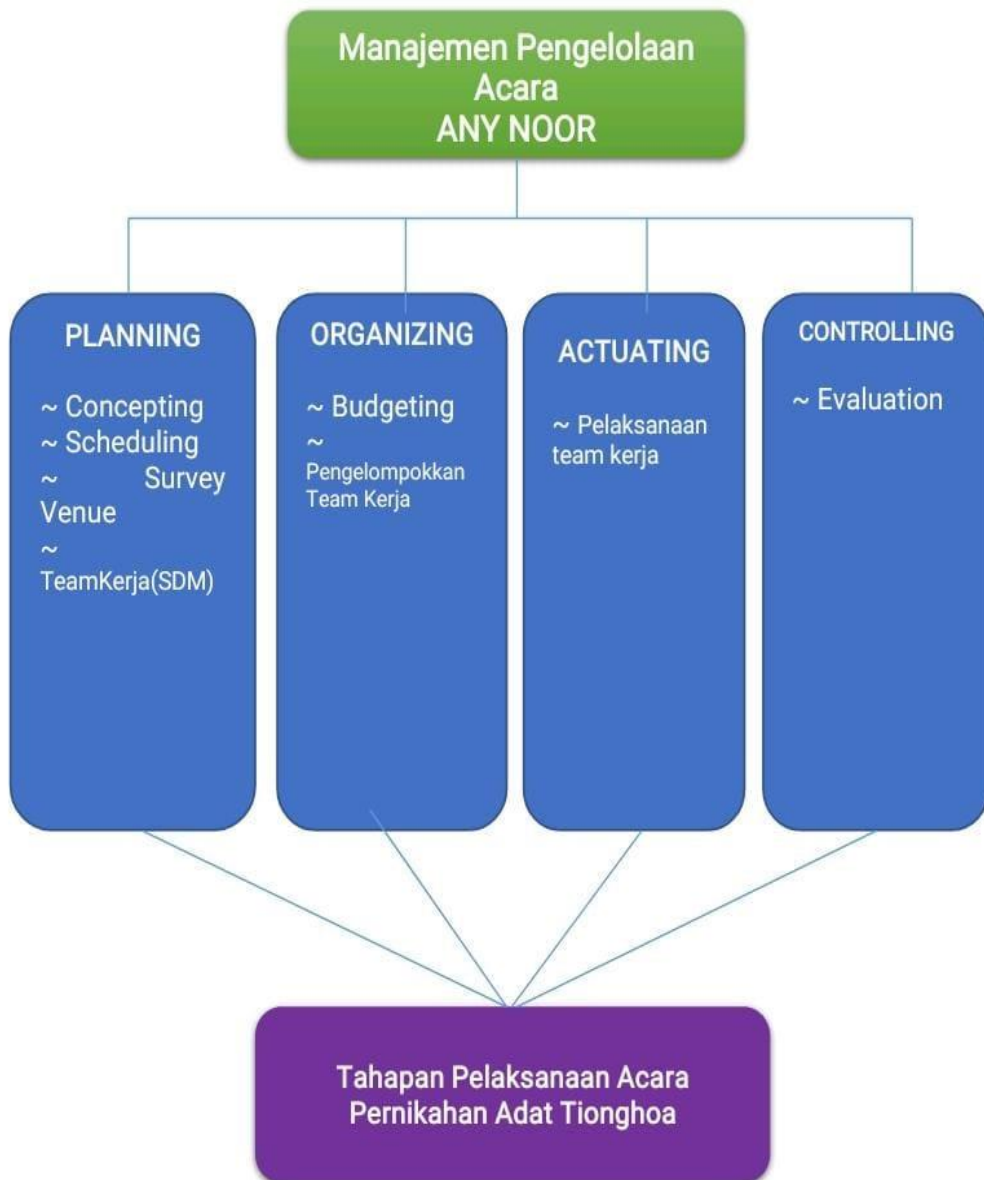 Manajemen Pengelolaan
Acara
ANY NOOR
PLANNING
~ Concepting
~ Scheduling
~ Survey
Venue
~
TeamKerja(SDM)
ORGANIZING
~ Budgeting
~
Pengelompokkan
Team Kerja
ACTUATING
~ Pelaksanaan
team kerja
CONTROLLING
~ Evaluation
Tahapan Pelaksanaan Acara
Pernikahan Adat Tionghoa